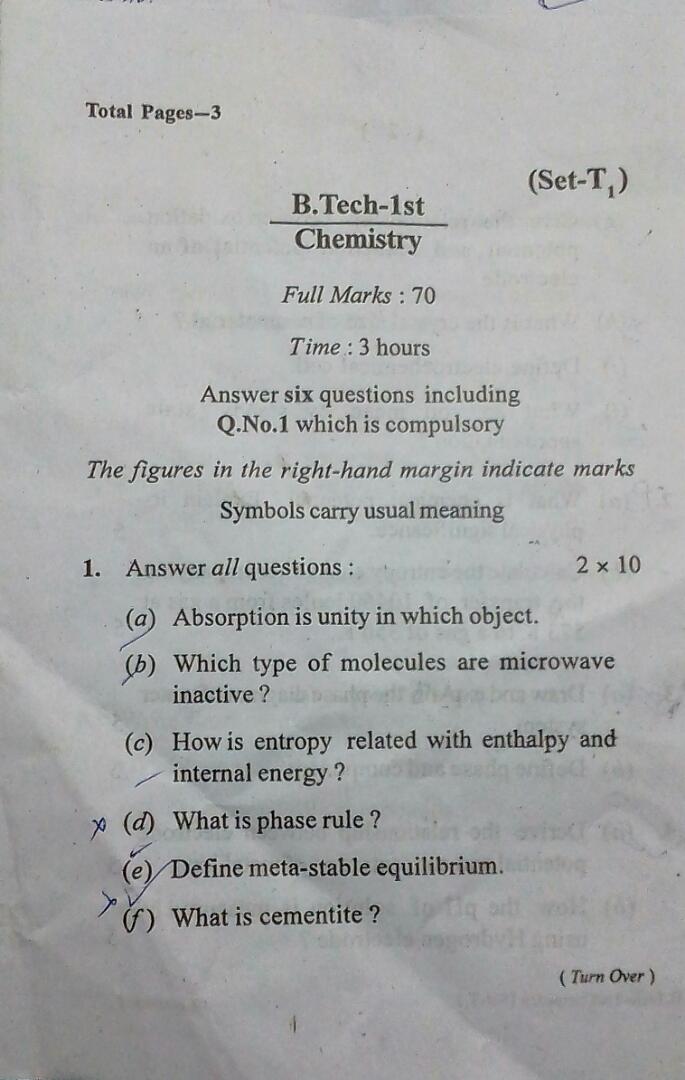 Total Pages—3
(Set-T₁)
B.Tech-1st
Chemistry
Full Marks : 70
Time : 3 hours
Answer six questions including
Q.No.1 which is compulsory
The figures in the right-hand margin indicate marks
Symbols carry usual meaning
1. Answer all questions : 2 × 10
(a) Absorption is unity in which object.
(b) Which type of molecules are microwave
inactive ?
(c) How is entropy related with enthalpy and
internal energy ?
(d) What is phase rule ?
(e) Define meta-stable equilibrium.
(f) What is cementite ?
( Turn Over )